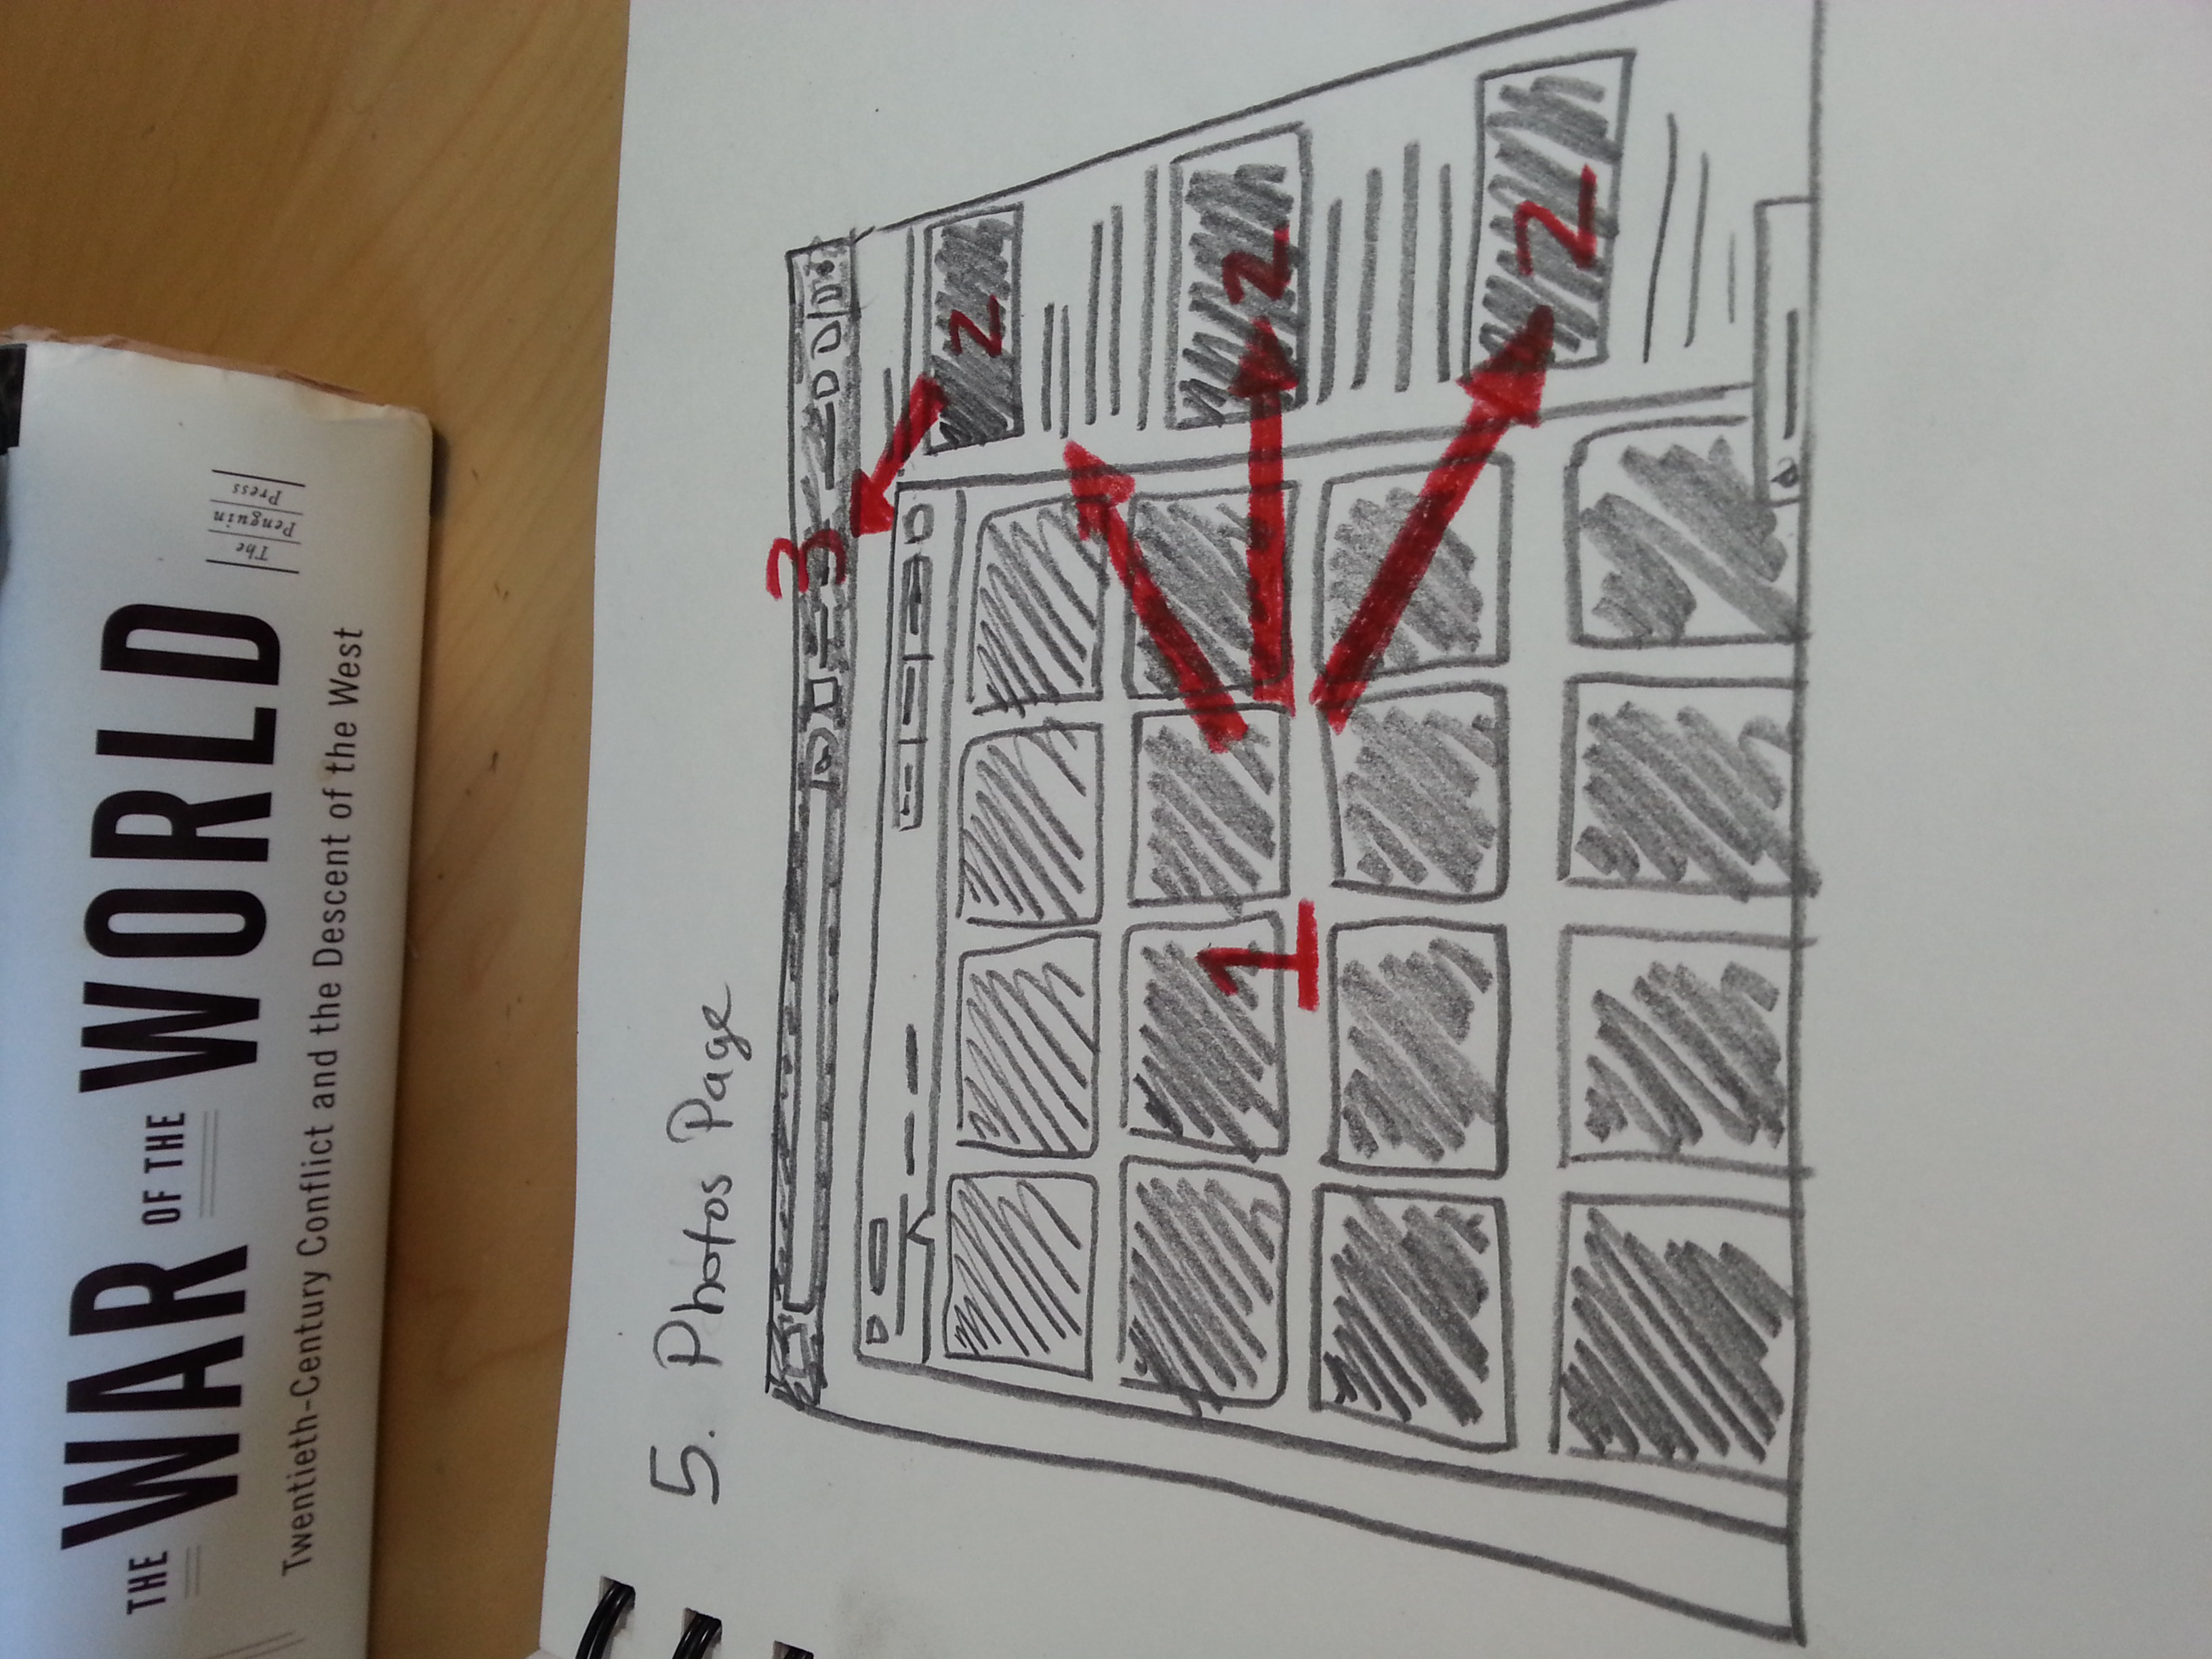 THE WAR OF THE WORLD
Twentieth-Century Conflict and the Descent of the West
The
Penguin
Press
5. Photos Page
3
2
1
2
2